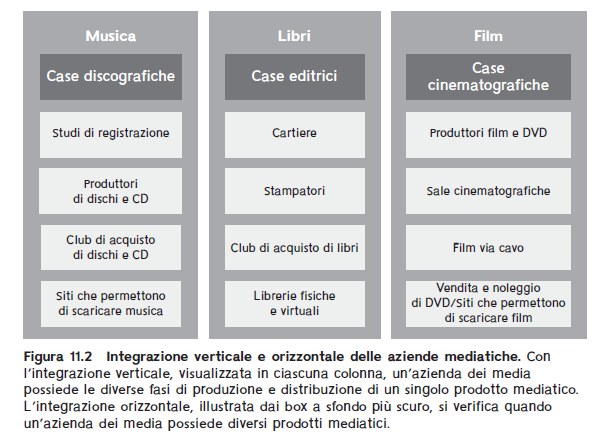 Musica
Case discografiche
Studi di registrazione
Produttori
di dischi e CD
Club di acquisto
di dischi e CD
Siti che permettono
di scaricare musica
Libri
Case editrici
Cartiere
Stampatori
Club di acquisto di libri
Librerie fisiche
e virtuali
Film
Case
cinematografiche
Produttori film e DVD
Sale cinematografiche
Film via cavo
Vendita e noleggio
di DVD/Siti che permettono
di scaricare film
Figura 11.2 Integrazione verticale e orizzontale delle aziende mediatiche. Con
l'integrazione verticale, visualizzata in ciascuna colonna, un'azienda dei media
possiede le diverse fasi di produzione e distribuzione di un singolo prodotto mediatico.
L'integrazione orizzontale, illustrata dai box a sfondo più scuro, si verifica quando
un'azienda dei media possiede diversi prodotti mediatici.